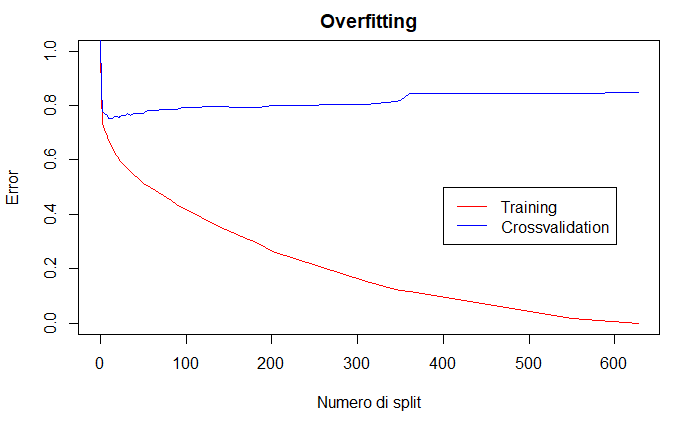 Overfitting
Error
1.0
0.8
0.6
0.4
0.2
0.0
Training
Crossvalidation
0 100 200 300 400 500 600
Numero di split